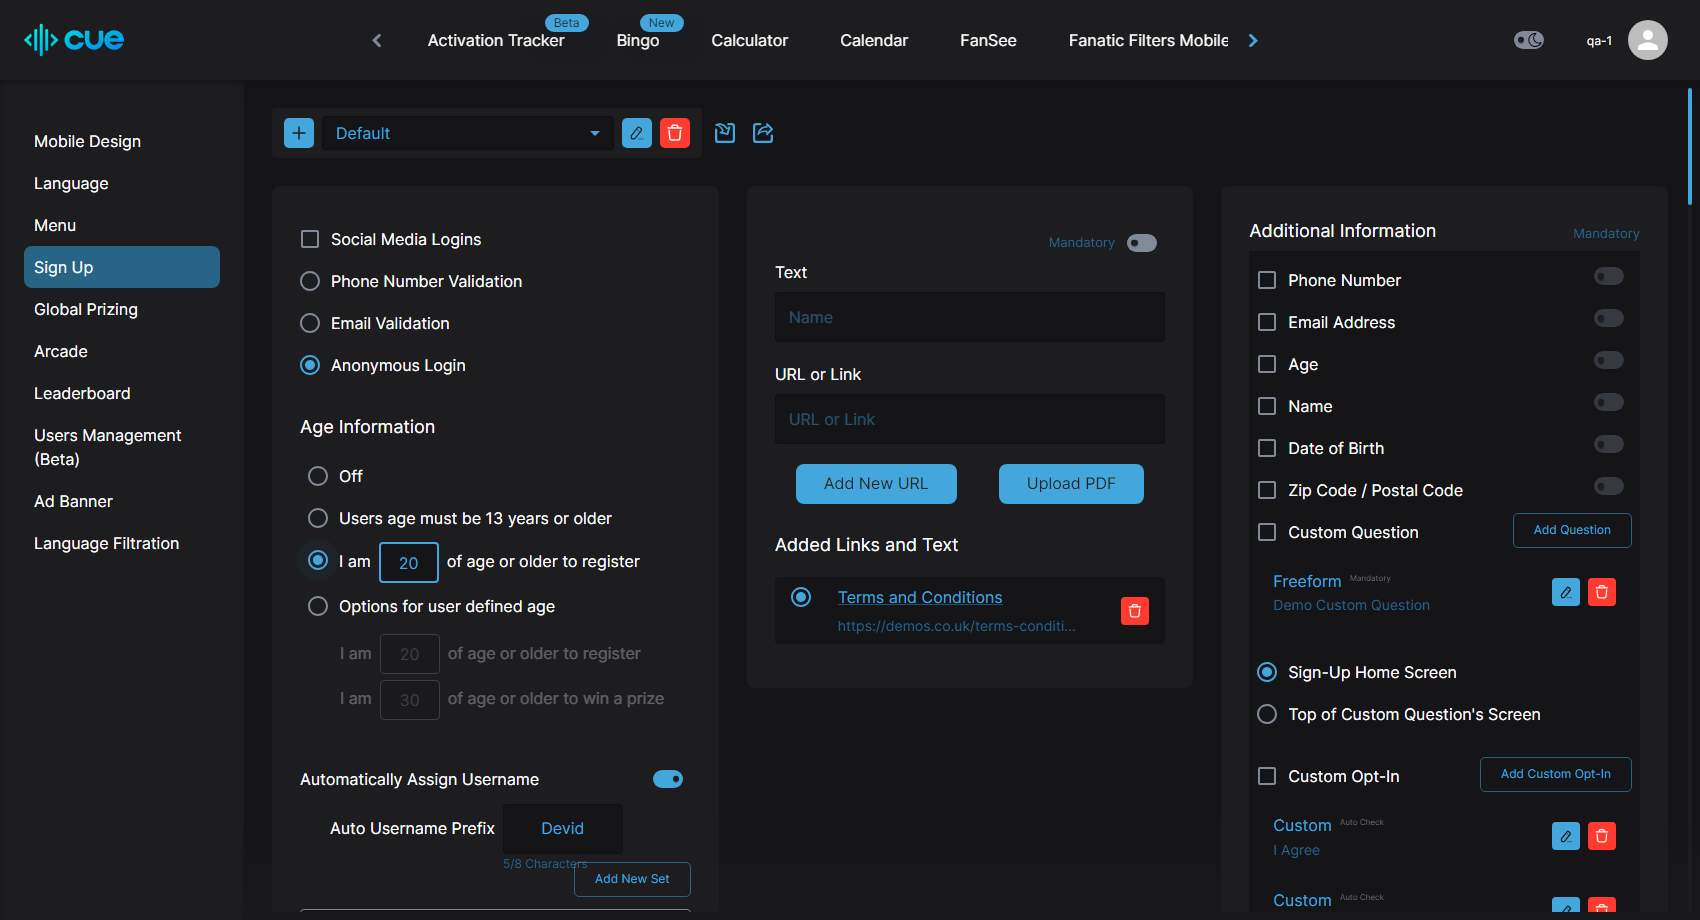 cue
Activation Tracker
Beta
Bingo
New
Calculator
Calendar
FanSee
Fanatic Filters Mobile
qa-1
Mobile Design
Language
Menu
Sign Up
Global Prizing
Arcade
Leaderboard
Users Management
(Beta)
Ad Banner
Language Filtration
Default
Social Media Logins
Phone Number Validation
Email Validation
Anonymous Login
Age Information
Off
Users age must be 13 years or older
I am 20 of age or older to register
Options for user defined age
I am 20 of age or older to register
I am 30 of age or older to win a prize
Automatically Assign Username
Auto Username Prefix Devid
5/8 Characters
Add New Set
Mandatory
Text
Name
URL or Link
URL or Link
Add New URL
Upload PDF
Added Links and Text
Terms and Conditions
https://demos.co.uk/terms-conditi...
Additional Information
Mandatory
Phone Number
Email Address
Age
Name
Date of Birth
Zip Code / Postal Code
Custom Question
Add Question
Freeform Mandatory
Demo Custom Question
Sign-Up Home Screen
Top of Custom Question's Screen
Custom Opt-In
Add Custom Opt-In
Custom Auto Check
I Agree
Custom Auto Check